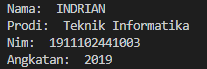 Nama:  INDRIAN
Prodi:  Teknik Informatika
Nim:  1911102441003
Angkatan:  2019